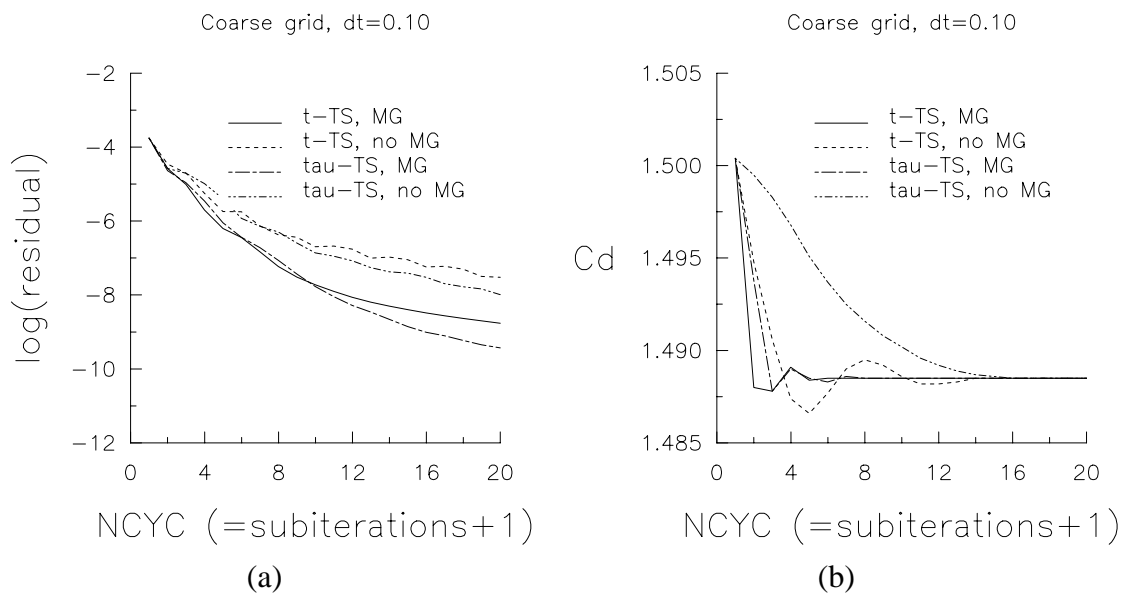 (a)
(b)
Coarse grid, dt=0.10
−2
−4
−6
−8
−10
−12
0
4
8
12
16
20
t−TS, MG
t−TS, no MG
tau−TS, MG
tau−TS, no MG
log(residual)
NCYC (=subiterations+1)
(a)
Coarse grid, dt=0.10
1.505
1.500
1.495
1.490
1.485
0
4
8
12
16
20
t−TS, MG
t−TS, no MG
tau−TS, MG
tau−TS, no MG
Cd
NCYC (=subiterations+1)
(b)